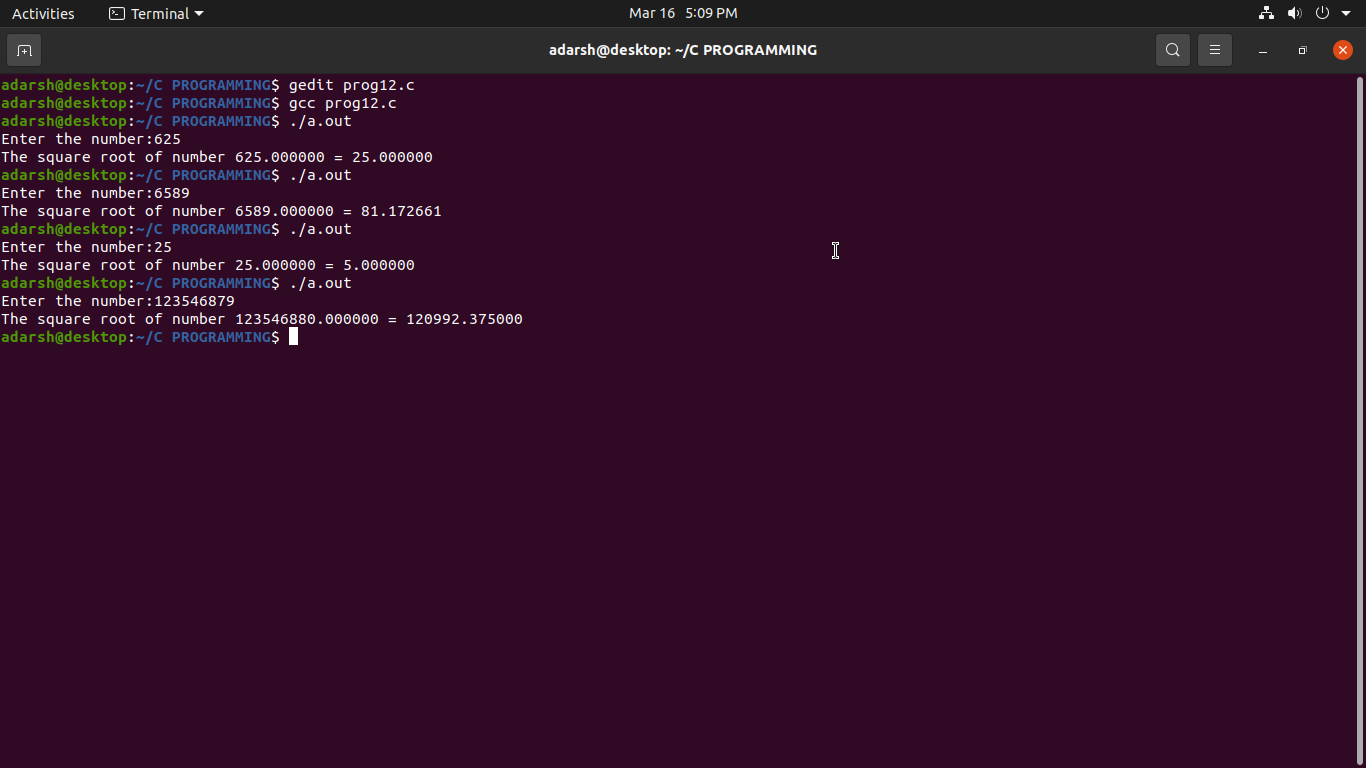 Activities Terminal Mar 16 5:09 PM
adarsh@desktop: ~/C PROGRAMMING
adarsh@desktop:~/C PROGRAMMING$ gedit prog12.c
adarsh@desktop:~/C PROGRAMMING$ gcc prog12.c
adarsh@desktop:~/C PROGRAMMING$ ./a.out
Enter the number:625
The square root of number 625.000000 = 25.000000
adarsh@desktop:~/C PROGRAMMING$ ./a.out
Enter the number:6589
The square root of number 6589.000000 = 81.172661
adarsh@desktop:~/C PROGRAMMING$ ./a.out
Enter the number:25
The square root of number 25.000000 = 5.000000
adarsh@desktop:~/C PROGRAMMING$ ./a.out
Enter the number:123546879
The square root of number 123546880.000000 = 120992.375000
adarsh@desktop:~/C PROGRAMMING$